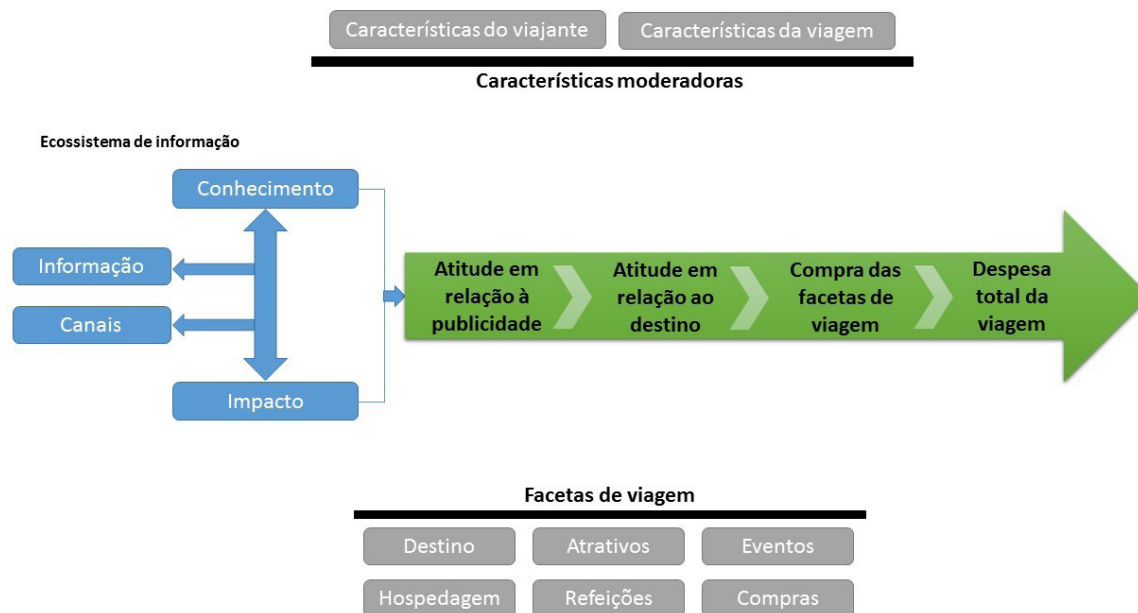 Características do viajante
Características da viagem
Características moderadoras
Ecossistema de informação
Conhecimento
Informação
Canais
Impacto
Atitude em
relação à
publicidade
Atitude em
relação ao
destino
Compra das
facetas de
viagem
Despesa
total da
viagem
Facetas de viagem
Destino
Atrativos
Eventos
Hospedagem
Refeições
Compras